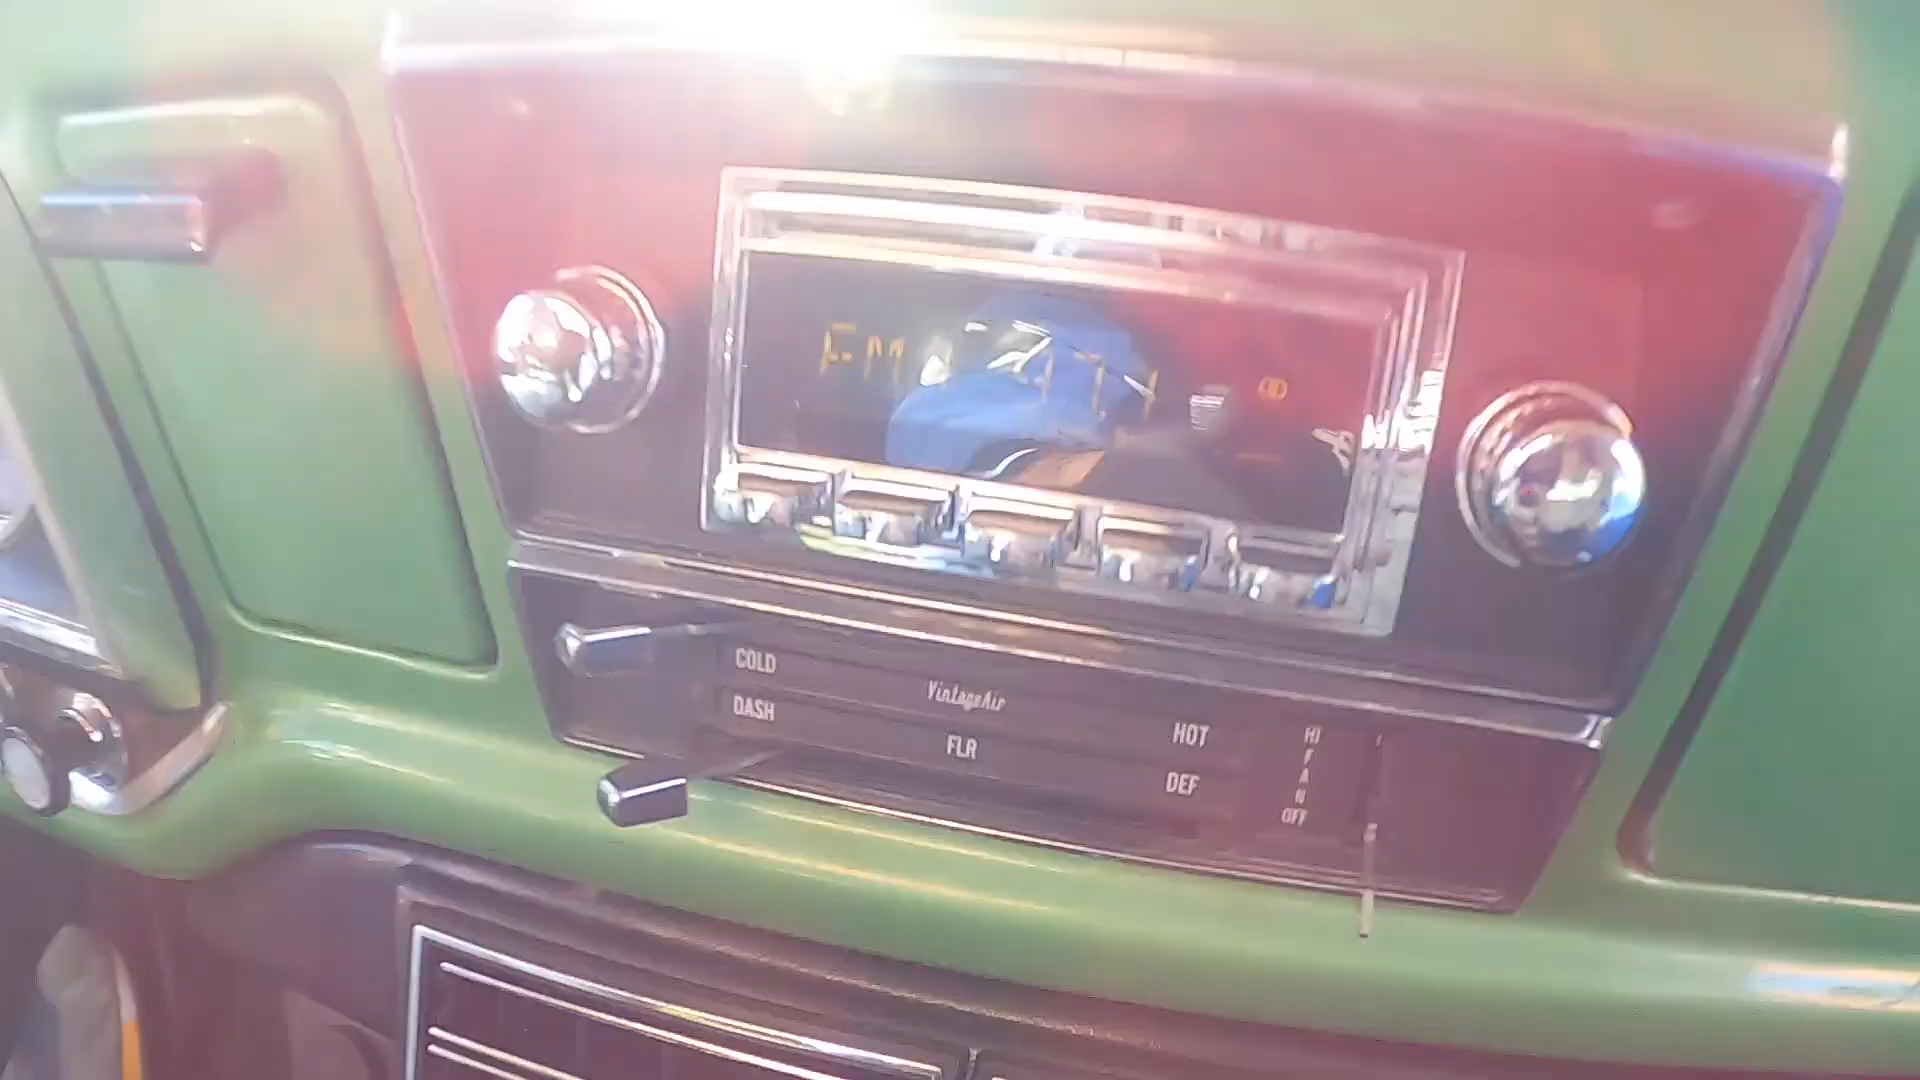 FM
COLD
VintageAir
DASH
HOT
FLR
DEF
HI
FAN
OFF